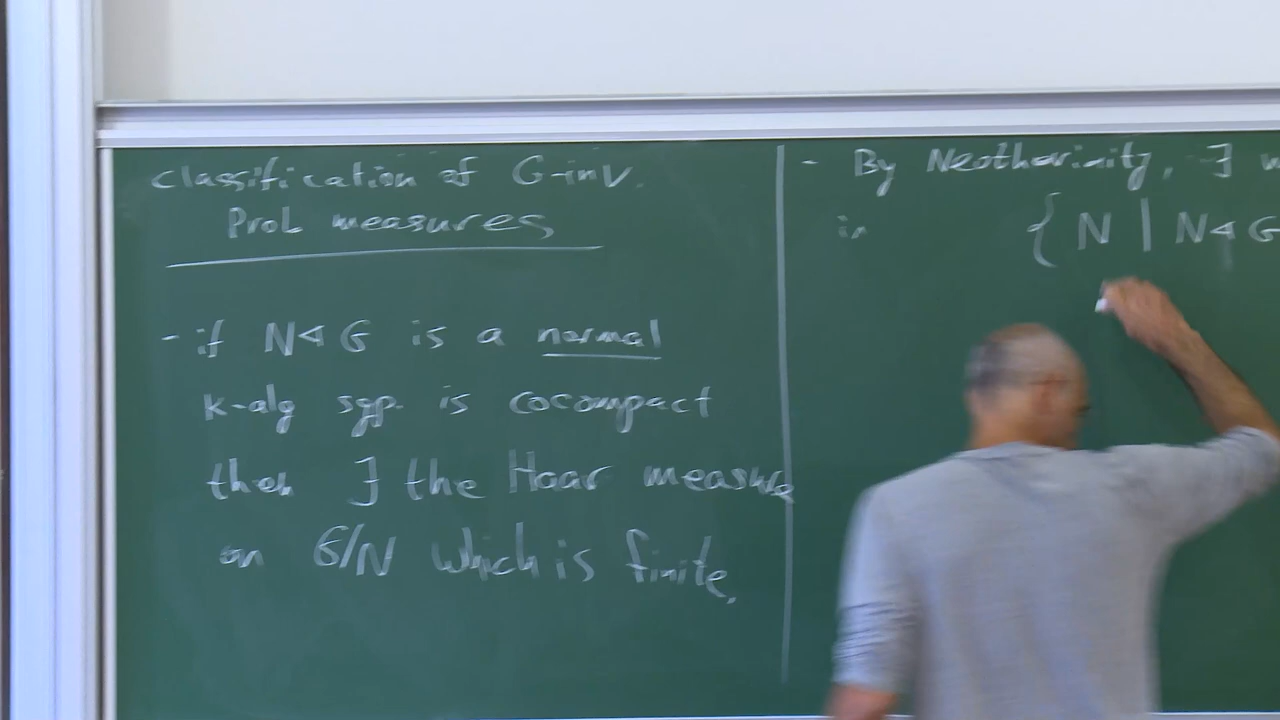 classification of G-inv.
Prob measures
- if N◁G is a normal
k-alg sgp. is cocompact
then ∃ the Haar measure
on G/N which is finite.
- By Neotherinity, ∃
in { N | N◁G